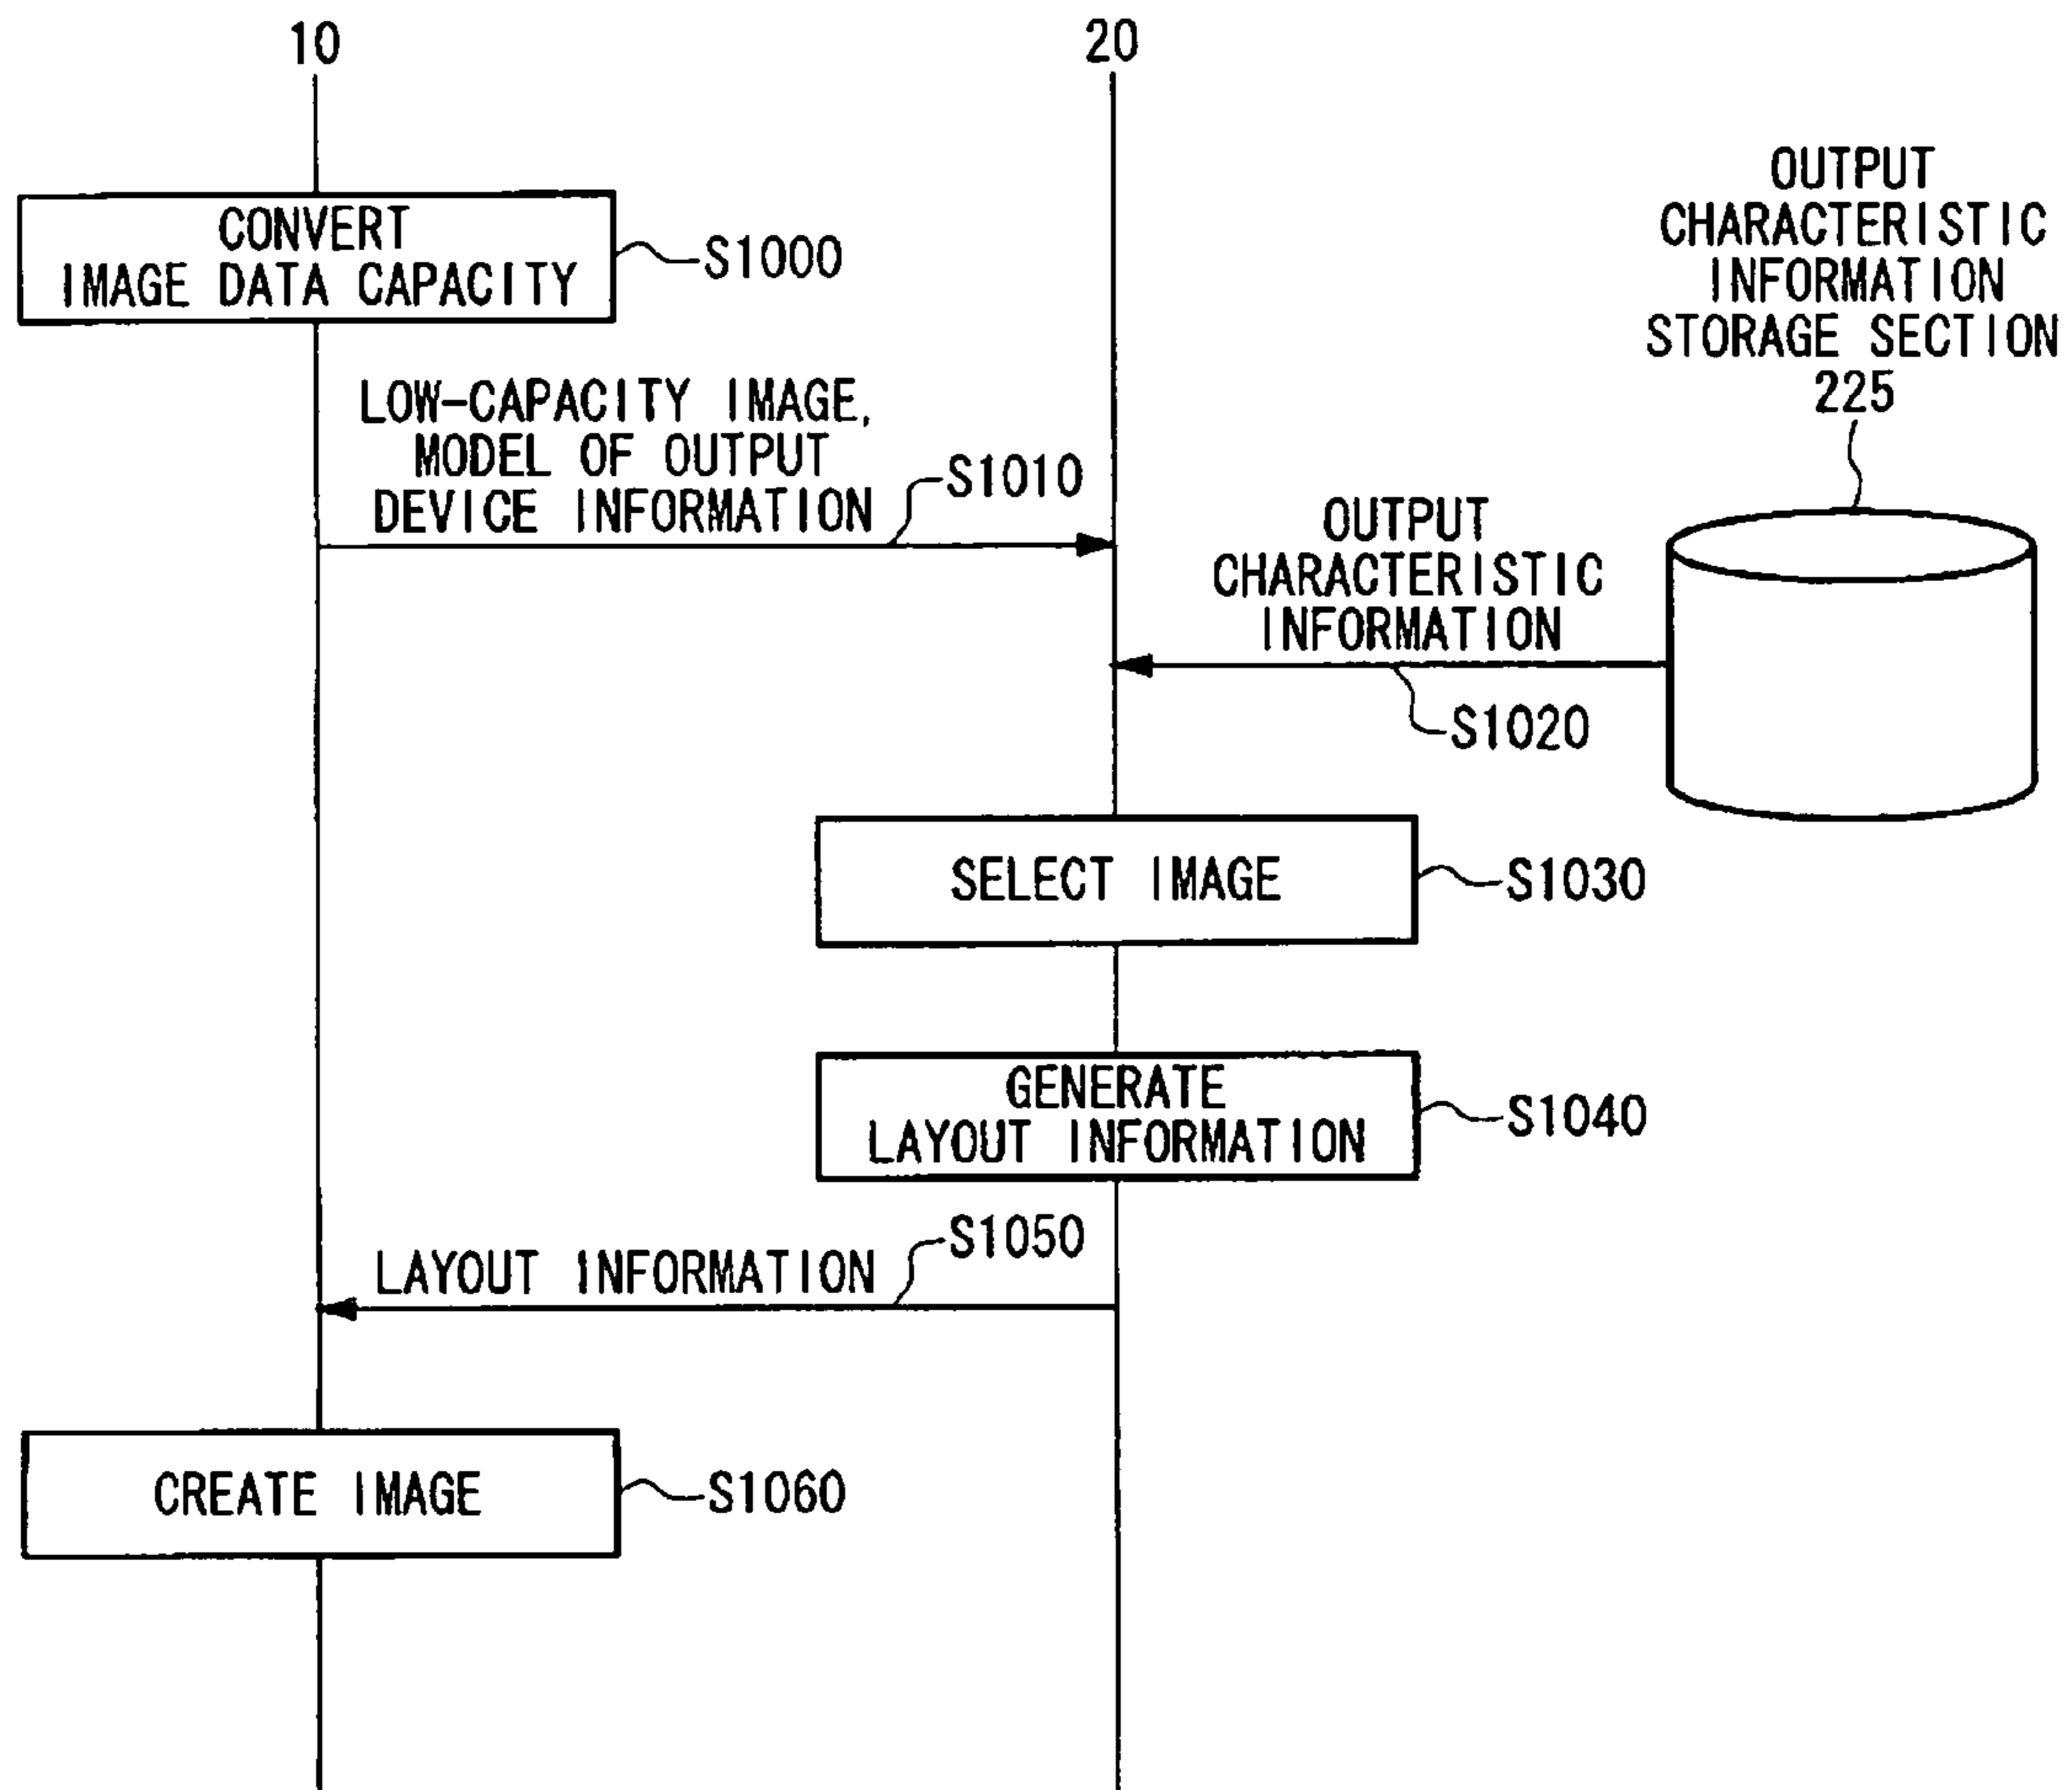 10
20
OUTPUT
CHARACTERISTIC
INFORMATION
STORAGE SECTION
225
CONVERT
IMAGE DATA CAPACITY
S1000
LOW-CAPACITY IMAGE,
MODEL OF OUTPUT
DEVICE INFORMATION
S1010
OUTPUT
CHARACTERISTIC
INFORMATION
S1020
SELECT IMAGE
S1030
GENERATE
LAYOUT INFORMATION
S1040
LAYOUT INFORMATION
S1050
CREATE IMAGE
S1060